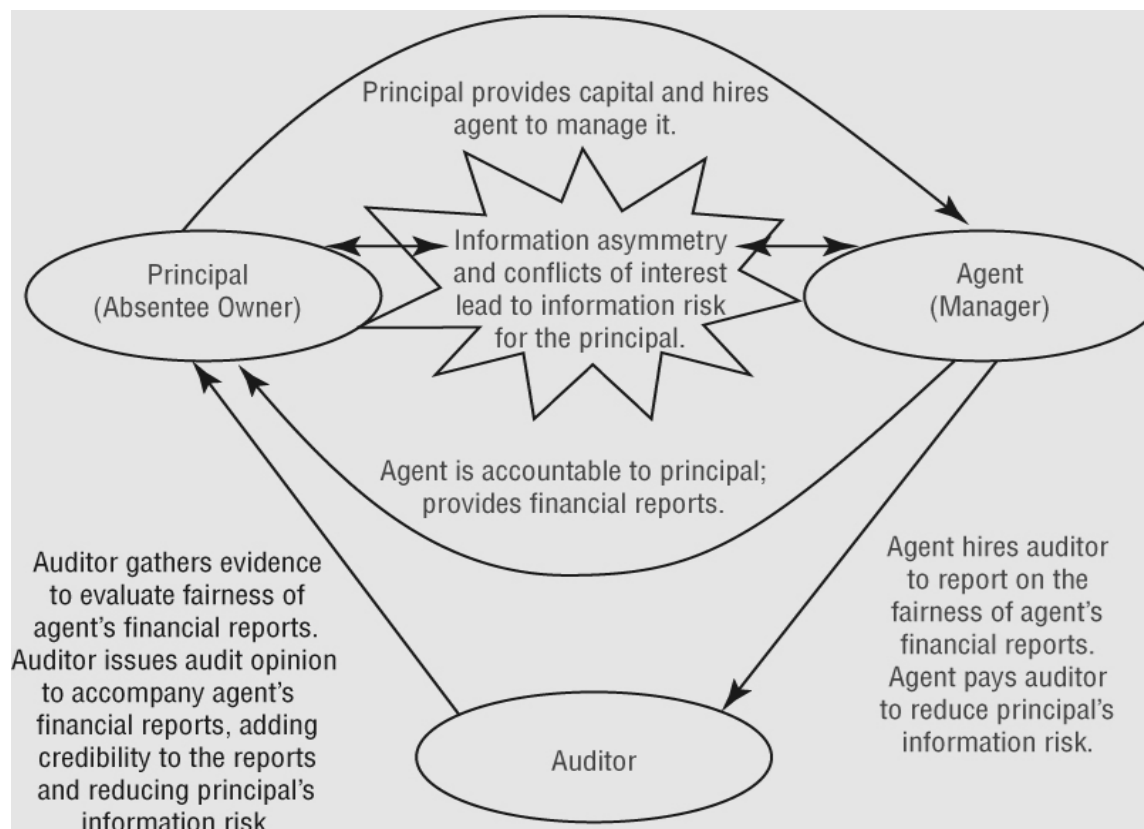 Principal provides capital and hires
agent to manage it.
Information asymmetry
and conflicts of interest
lead to information risk
for the principal.
Principal
(Absentee Owner)
Agent
(Manager)
Agent is accountable to principal;
provides financial reports.
Auditor gathers evidence
to evaluate fairness of
agent's financial reports.
Auditor issues audit opinion
to accompany agent's
financial reports, adding
credibility to the reports
and reducing principal's
information risk
Agent hires auditor
to report on the
fairness of agent's
financial reports.
Agent pays auditor
to reduce principal's
information risk.
Auditor